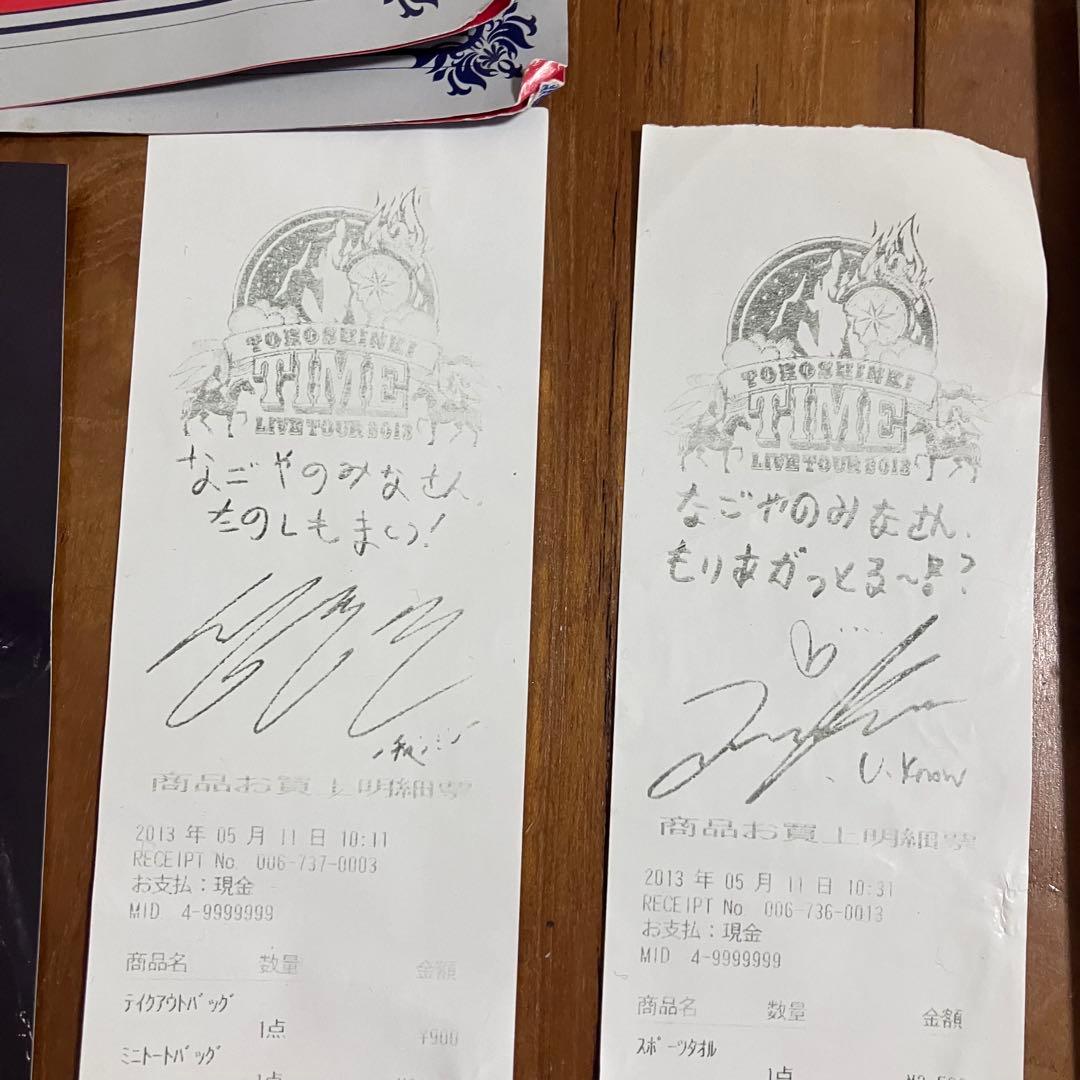 TOHOSHINKI
TIME
LIVE TOUR 2013
なごやのみなさん、
たのしもまい!
商品お買上明細票
2013 年 05 月 11 日 10:11
RECEIPT No 006-737-0003
お支払:現金
MID 4-9999999
商品名 数量 金額
テイクアウトバッグ
1点 ¥900
ミニトートバッグ
1点
TOHOSHINKI
TIME
LIVE TOUR 2013
なごやのみなさん、
もりあがっとる〜!?
U.Know
商品お買上明細票
2013 年 05 月 11 日 10:31
RECEIPT No 006-736-0013
お支払:現金
MID 4-9999999
商品名 数量 金額
スポーツタオル
1点